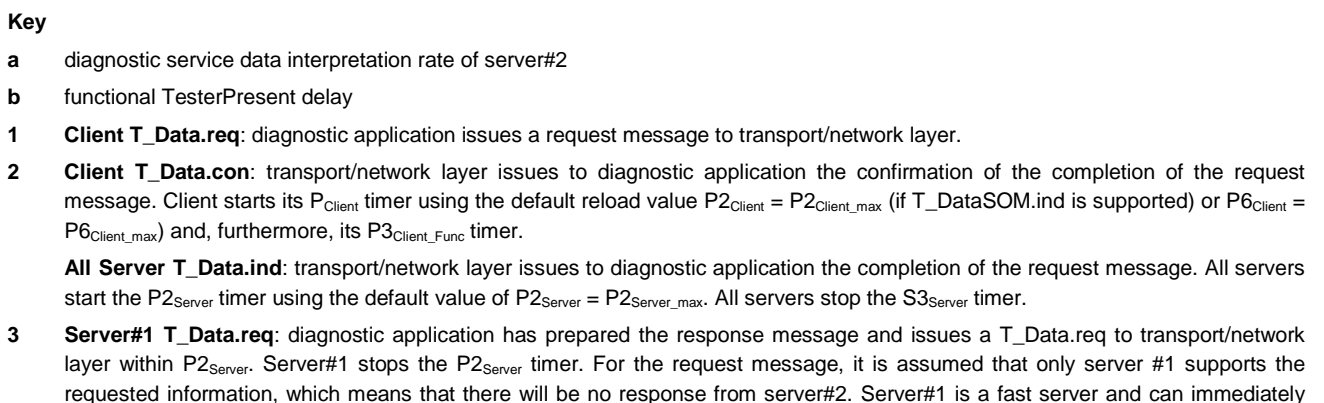 Key
a diagnostic service data interpretation rate of server#2
b functional TesterPresent delay
1 Client T_Data.req: diagnostic application issues a request message to transport/network layer.
2 Client T_Data.con: transport/network layer issues to diagnostic application the confirmation of the completion of the request
message. Client starts its PClient timer using the default reload value P2Client = P2Client_max (if T_DataSOM.ind is supported) or P6Client =
P6Client_max) and, furthermore, its P3Client_Func timer.
All Server T_Data.ind: transport/network layer issues to diagnostic application the completion of the request message. All servers
start the P2Server timer using the default value of P2Server = P2Server_max. All servers stop the S3Server timer.
3 Server#1 T_Data.req: diagnostic application has prepared the response message and issues a T_Data.req to transport/network
layer within P2Server. Server#1 stops the P2Server timer. For the request message, it is assumed that only server #1 supports the
requested information, which means that there will be no response from server#2. Server#1 is a fast server and can immediately